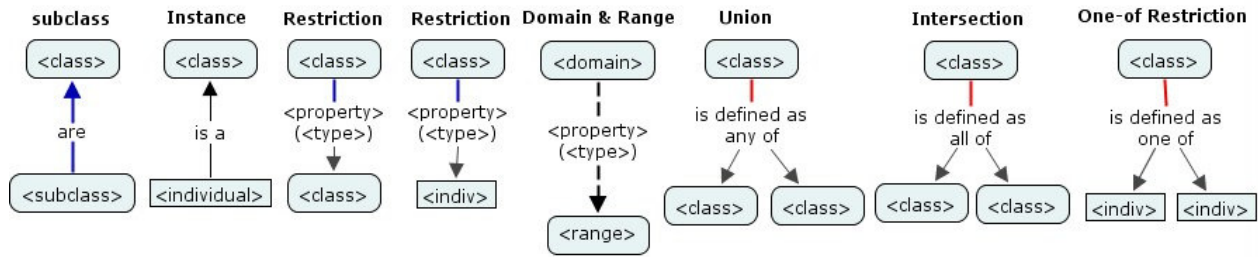 subclass
<class>
are
<subclass>
Instance
<class>
is a
<individual>
Restriction
<class>
<property>
(<type>)
<class>
Restriction
<class>
<property>
(<type>)
<indiv>
Domain & Range
<domain>
<property>
(<type>)
<range>
Union
<class>
is defined as
any of
<class> <class>
Intersection
<class>
is defined as
all of
<class> <class>
One-of Restriction
<class>
is defined as
one of
<indiv> <indiv>